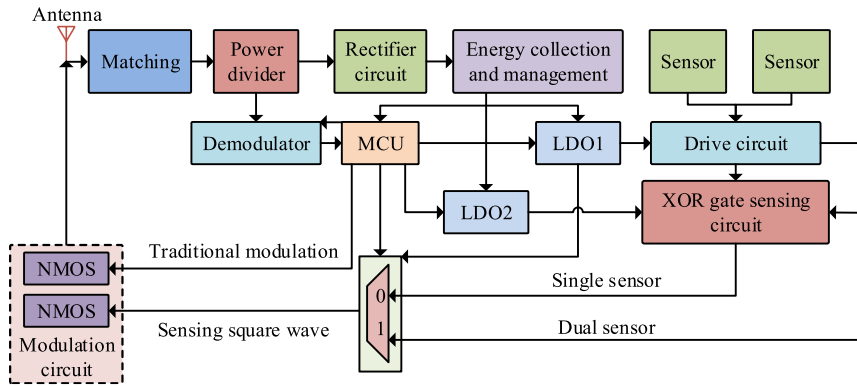 Antenna
Matching
Power
divider
Rectifier
circuit
Energy collection
and management
Sensor
Sensor
Demodulator
MCU
LDO1
Drive circuit
LDO2
XOR gate sensing
circuit
Traditional modulation
NMOS
NMOS
Sensing square wave
Modulation
circuit
0
1
Single sensor
Dual sensor